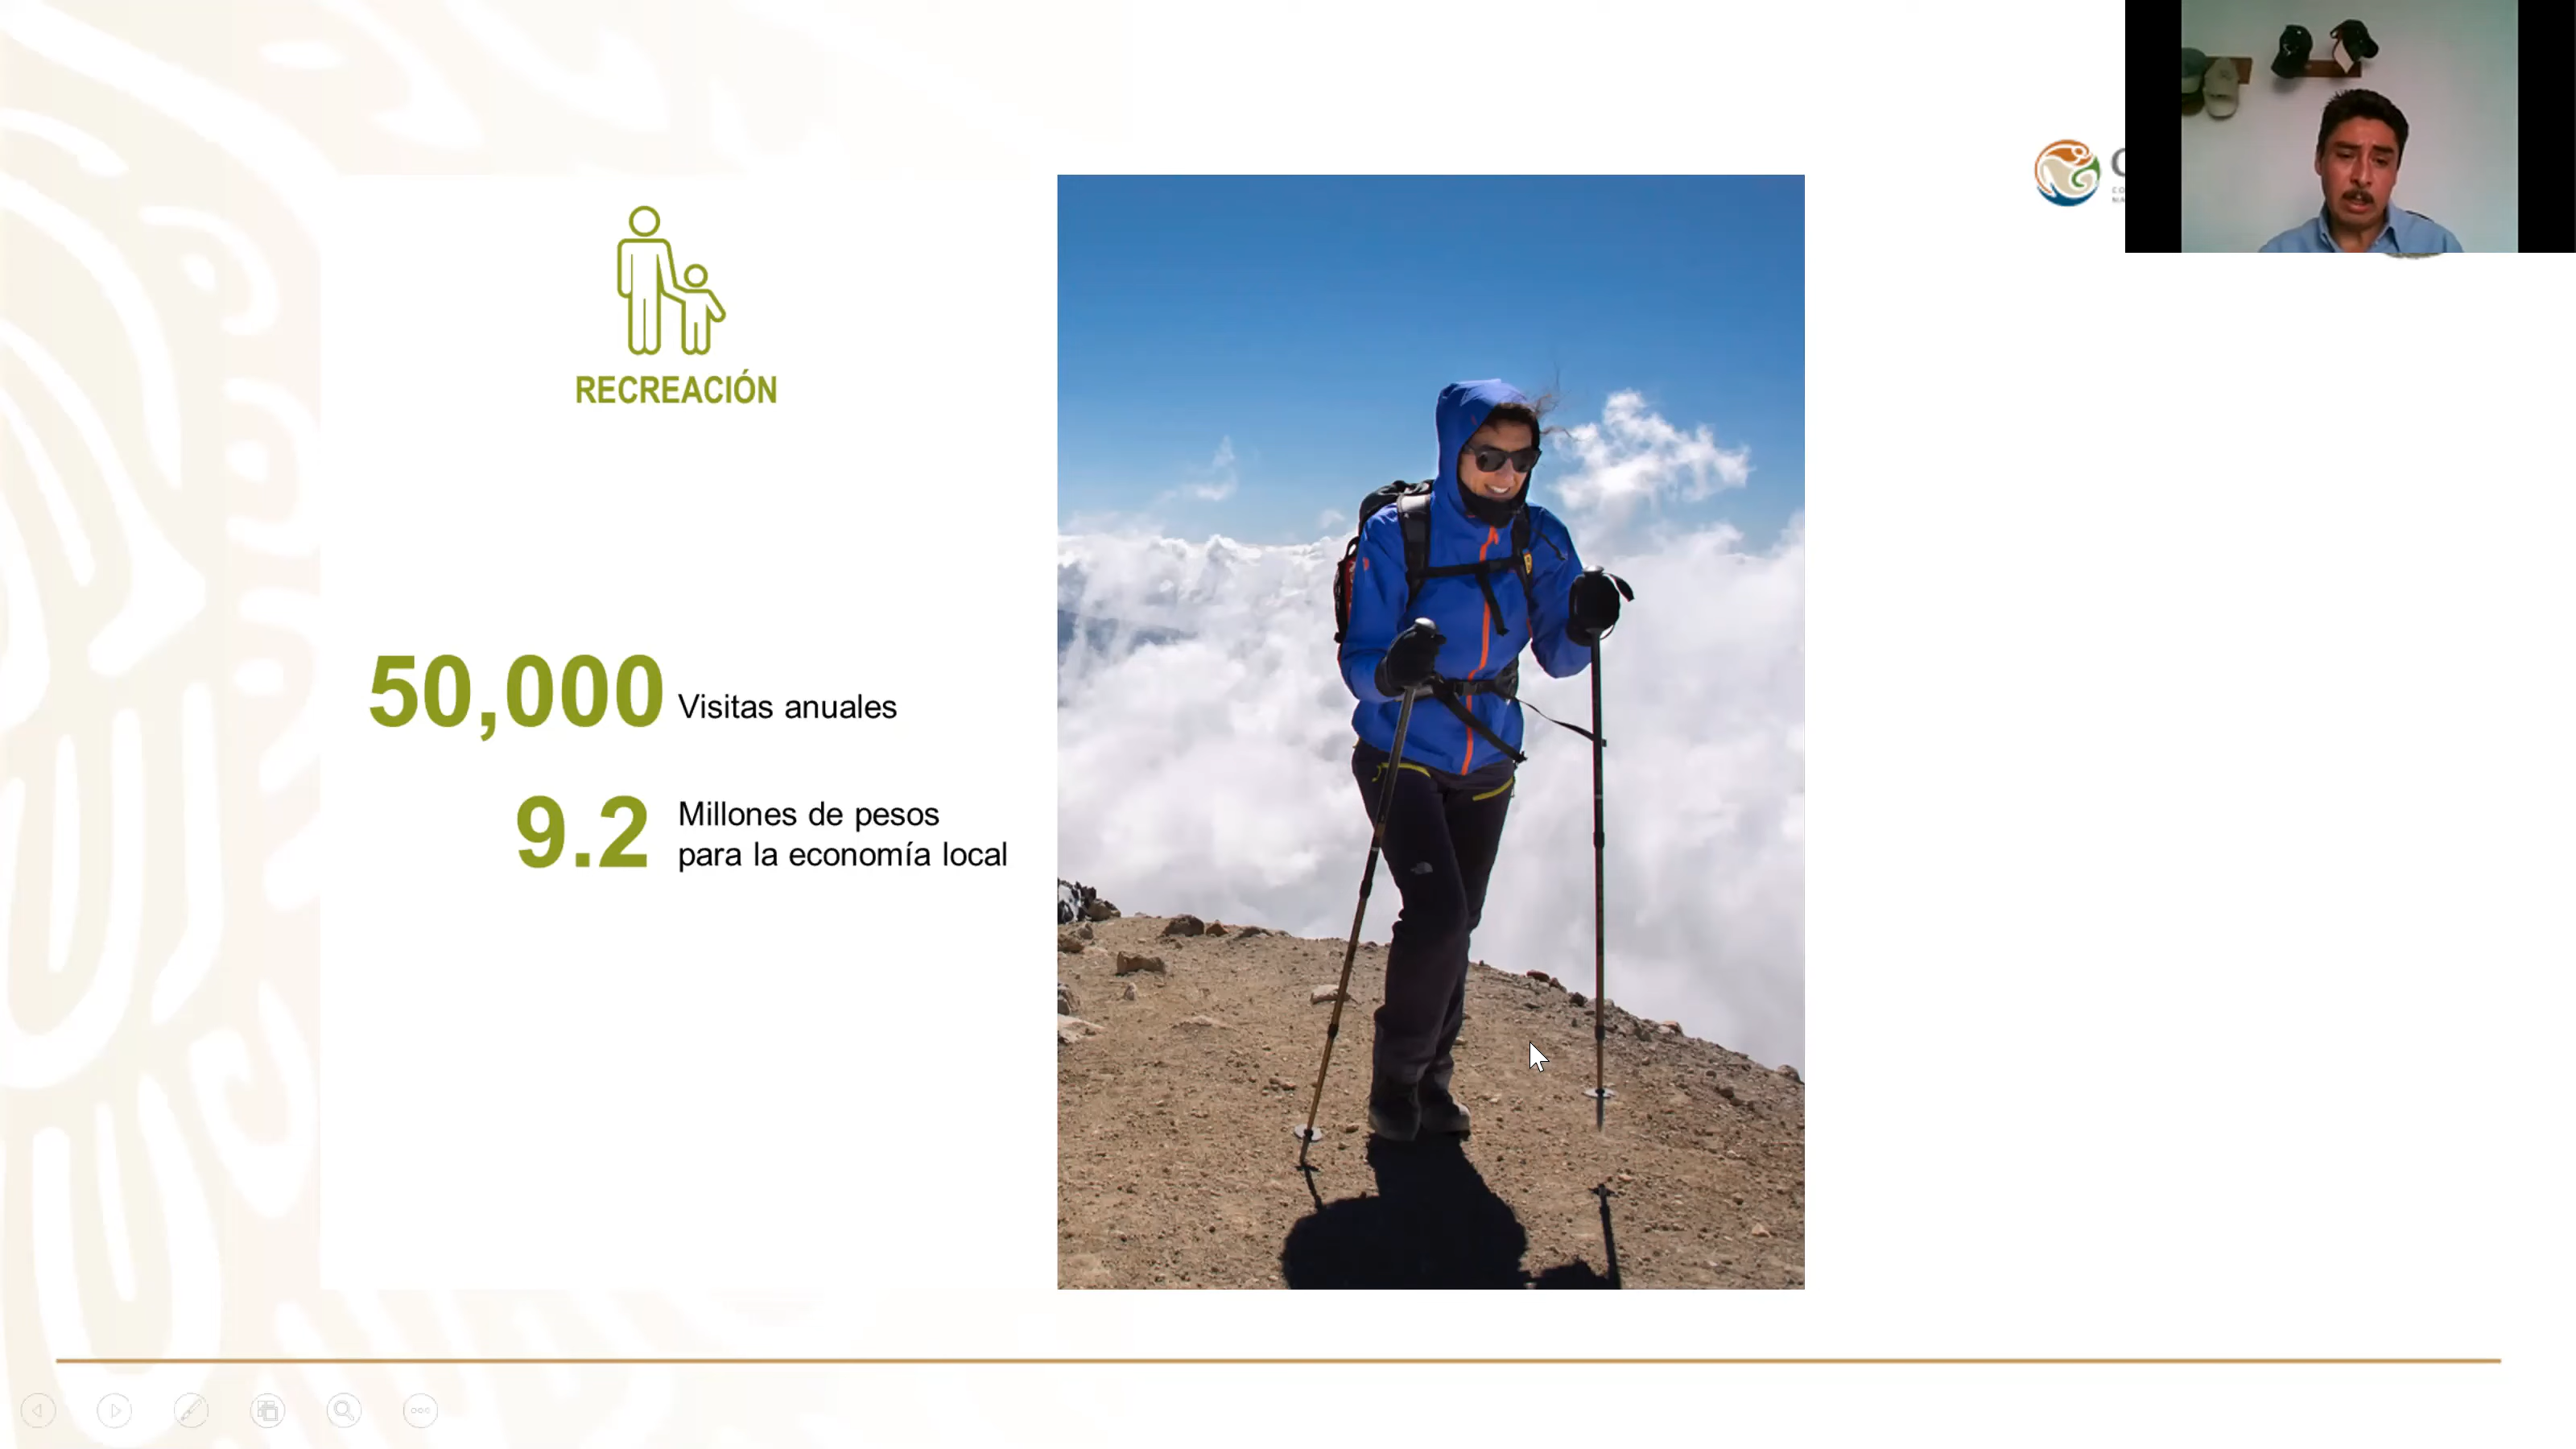 RECREACIÓN
50,000 Visitas anuales
9.2 Millones de pesos
para la economía local